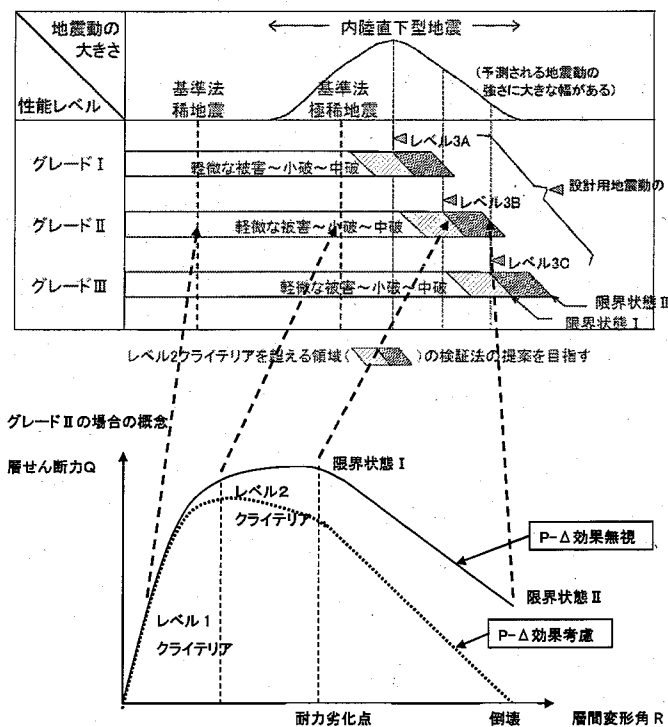 地震動の
大きさ
性能レベル
内陸直下型地震
(予測される地震動の
強さに大きな幅がある)
基準法
稀地震
基準法
極稀地震
レベル3A
グレードⅠ
軽微な被害～小破～中破
設計用地震動の
レベル3B
グレードⅡ
軽微な被害～小破～中破
レベル3C
グレードⅢ
軽微な被害～小破～中破
限界状態Ⅱ
限界状態Ⅰ
レベル2クライテリアを超える領域( )の検証法の提案を目指す
グレードⅡの場合の概念
層せん断力Q
限界状態Ⅰ
レベル2
クライテリア
P-Δ効果無視
限界状態Ⅱ
レベル1
クライテリア
P-Δ効果考慮
耐力劣化点
倒壊
層間変形角R